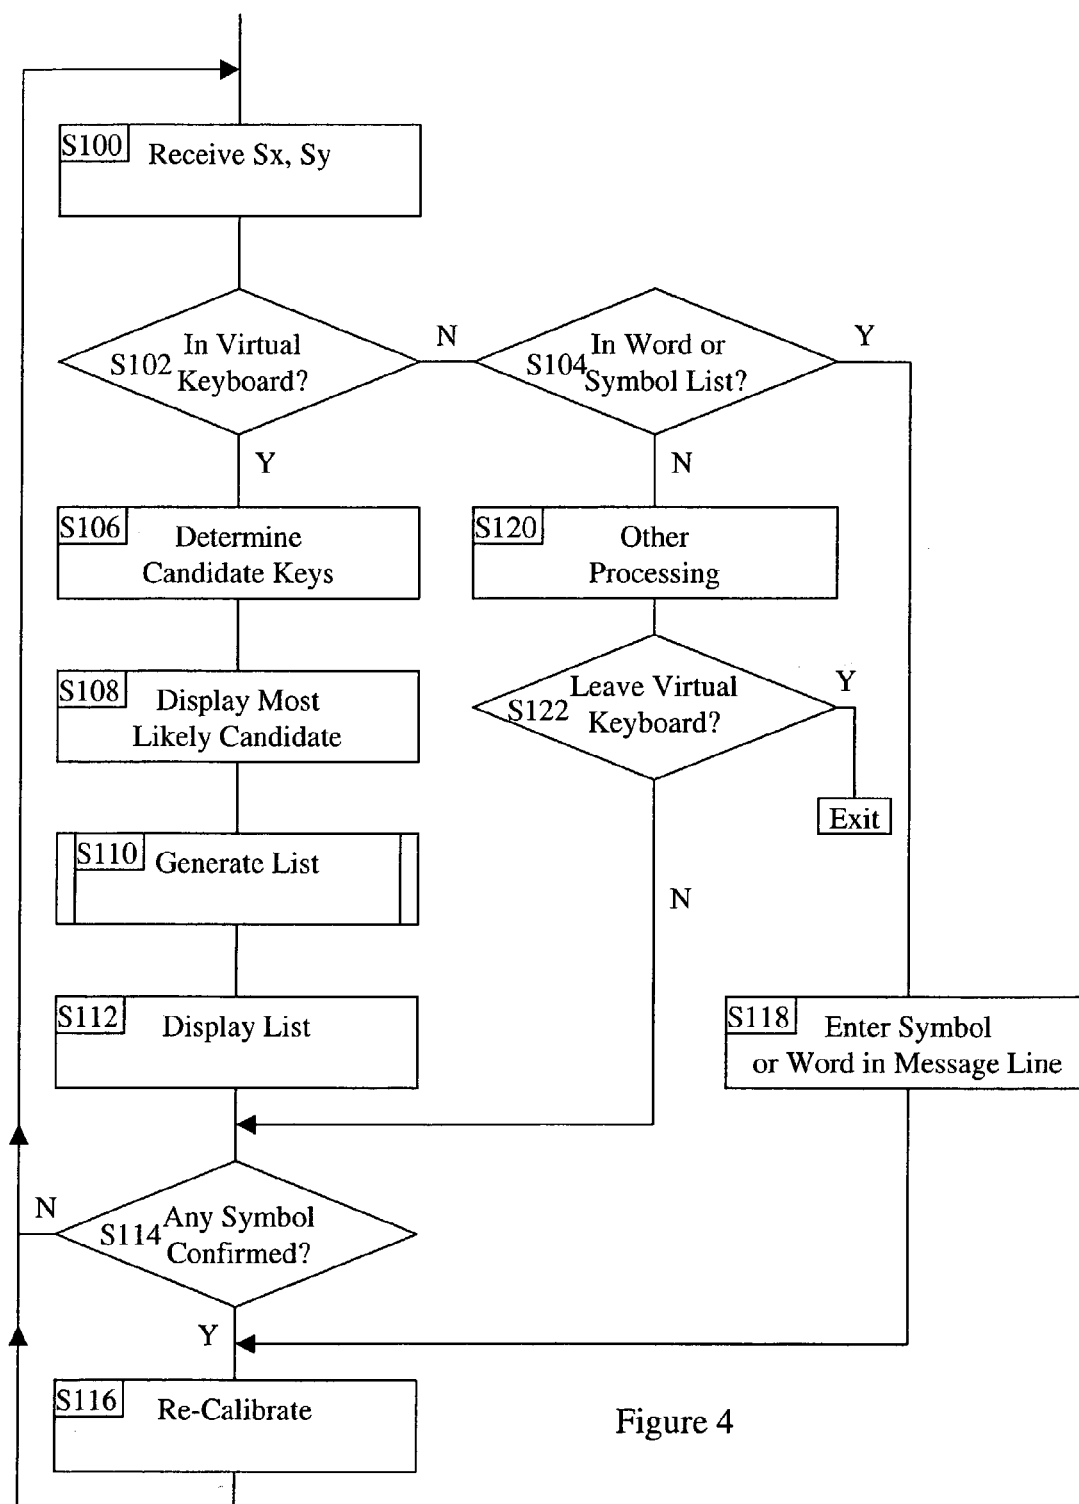 S100
Receive Sx, Sy
S102
In Virtual
Keyboard?
N
S104
In Word or
Symbol List?
Y
Y
N
S106
Determine
Candidate Keys
S120
Other
Processing
S108
Display Most
Likely Candidate
S122
Leave Virtual
Keyboard?
Y
Exit
S110
Generate List
N
S112
Display List
S118
Enter Symbol
or Word in Message Line
N
S114
Any Symbol
Confirmed?
Y
S116
Re-Calibrate
Figure 4